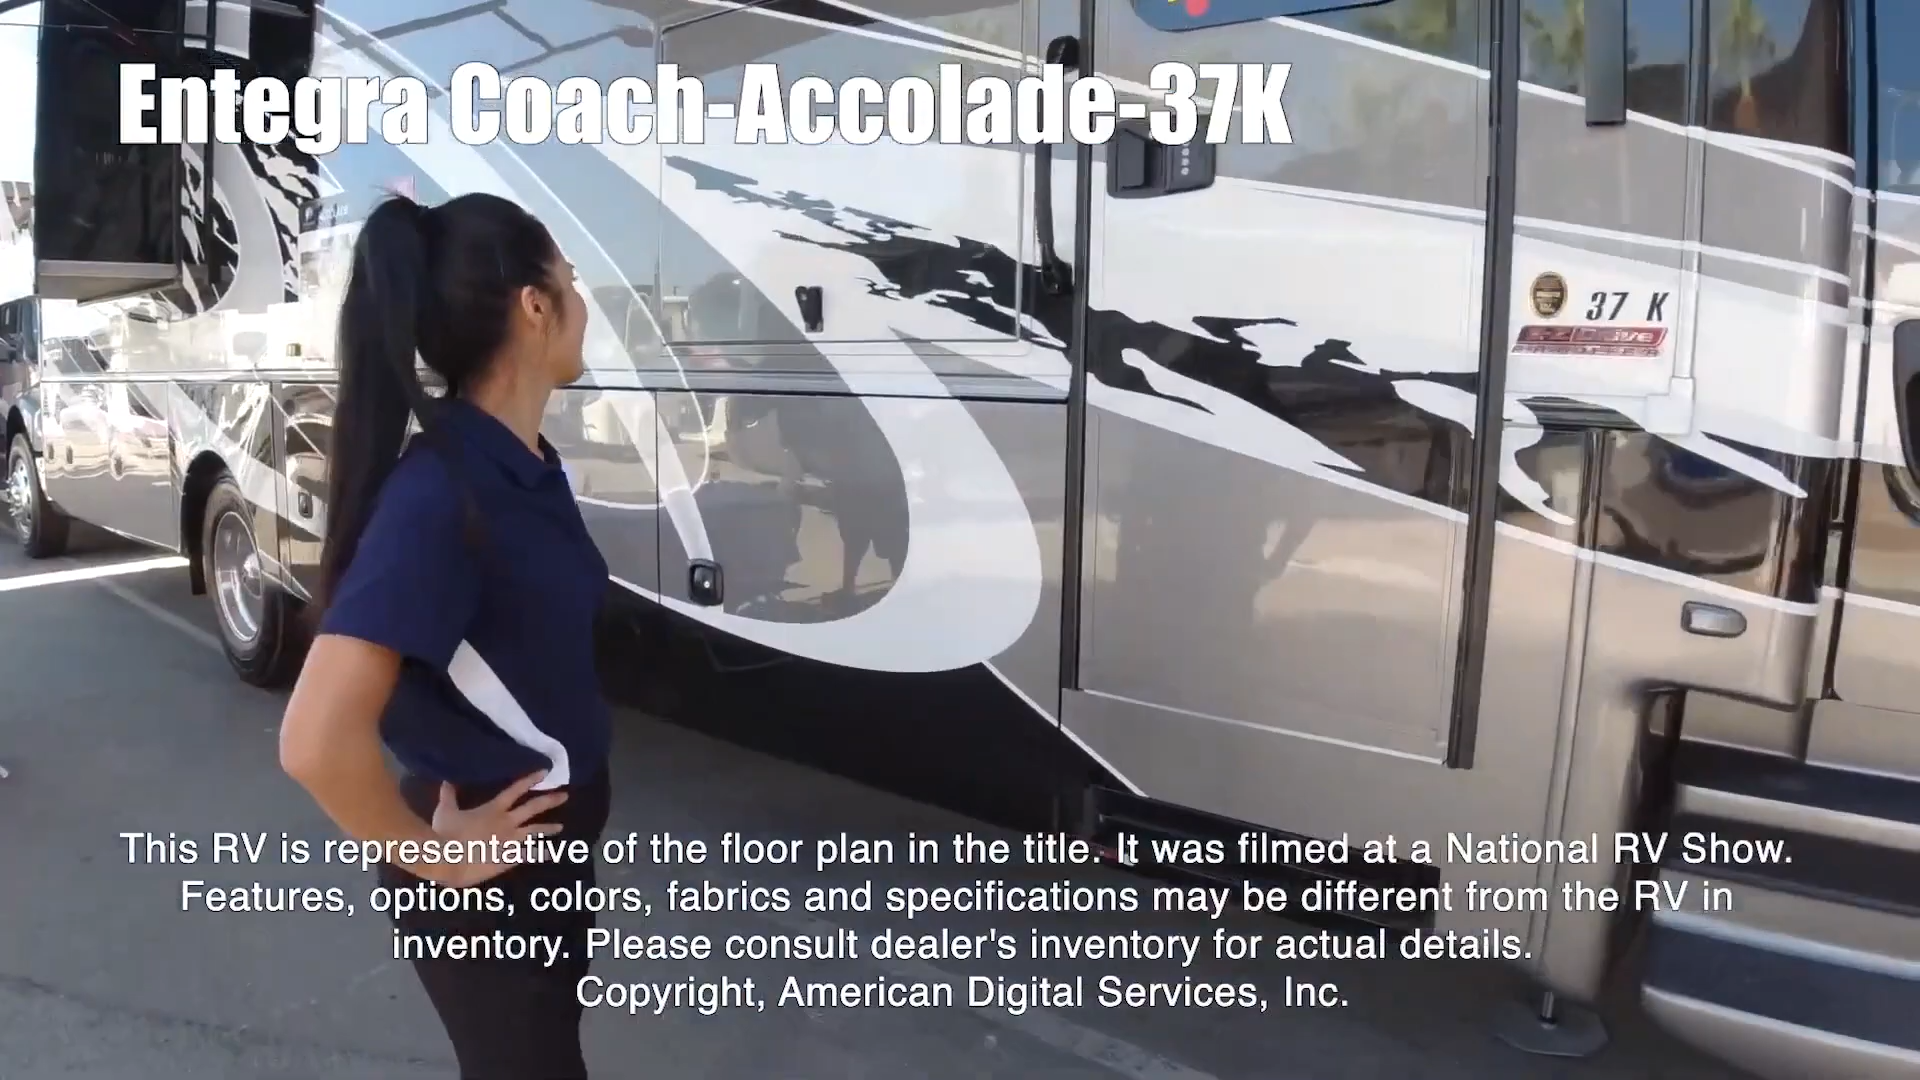 Entegra Coach-Accolade-37K
37 K
E-Z Drive
This RV is representative of the floor plan in the title. It was filmed at a National RV Show.
Features, options, colors, fabrics and specifications may be different from the RV in
inventory. Please consult dealer's inventory for actual details.
Copyright, American Digital Services, Inc.